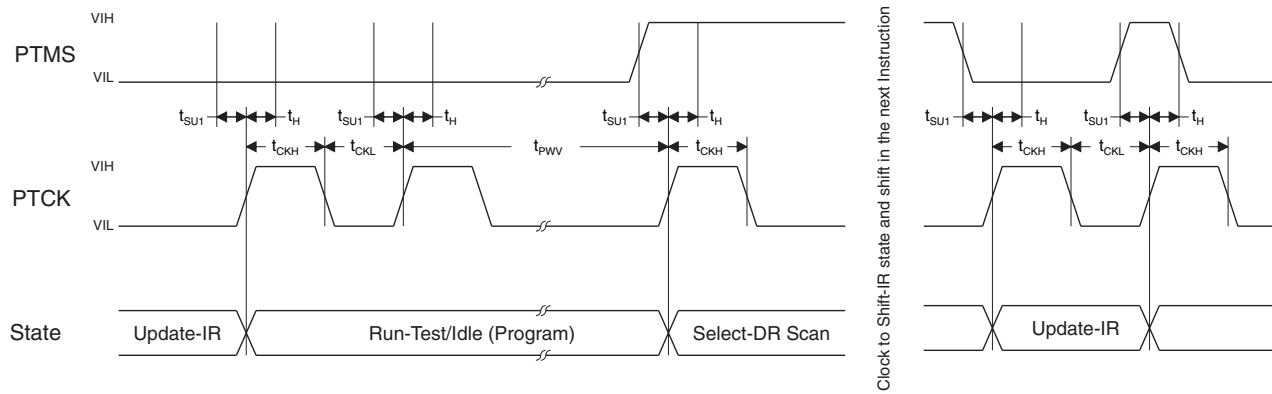 VIH
PTMS
VIL
tSU1 tH tSU1 tH tSU1 tH tSU1 tH tSU1 tH
tCKH tCKL tPWV tCKH tCKH tCKL tCKH
VIH
PTCK
VIL
State Update-IR Run-Test/Idle (Program) Select-DR Scan Update-IR
Clock to Shift-IR state and shift in the next Instruction